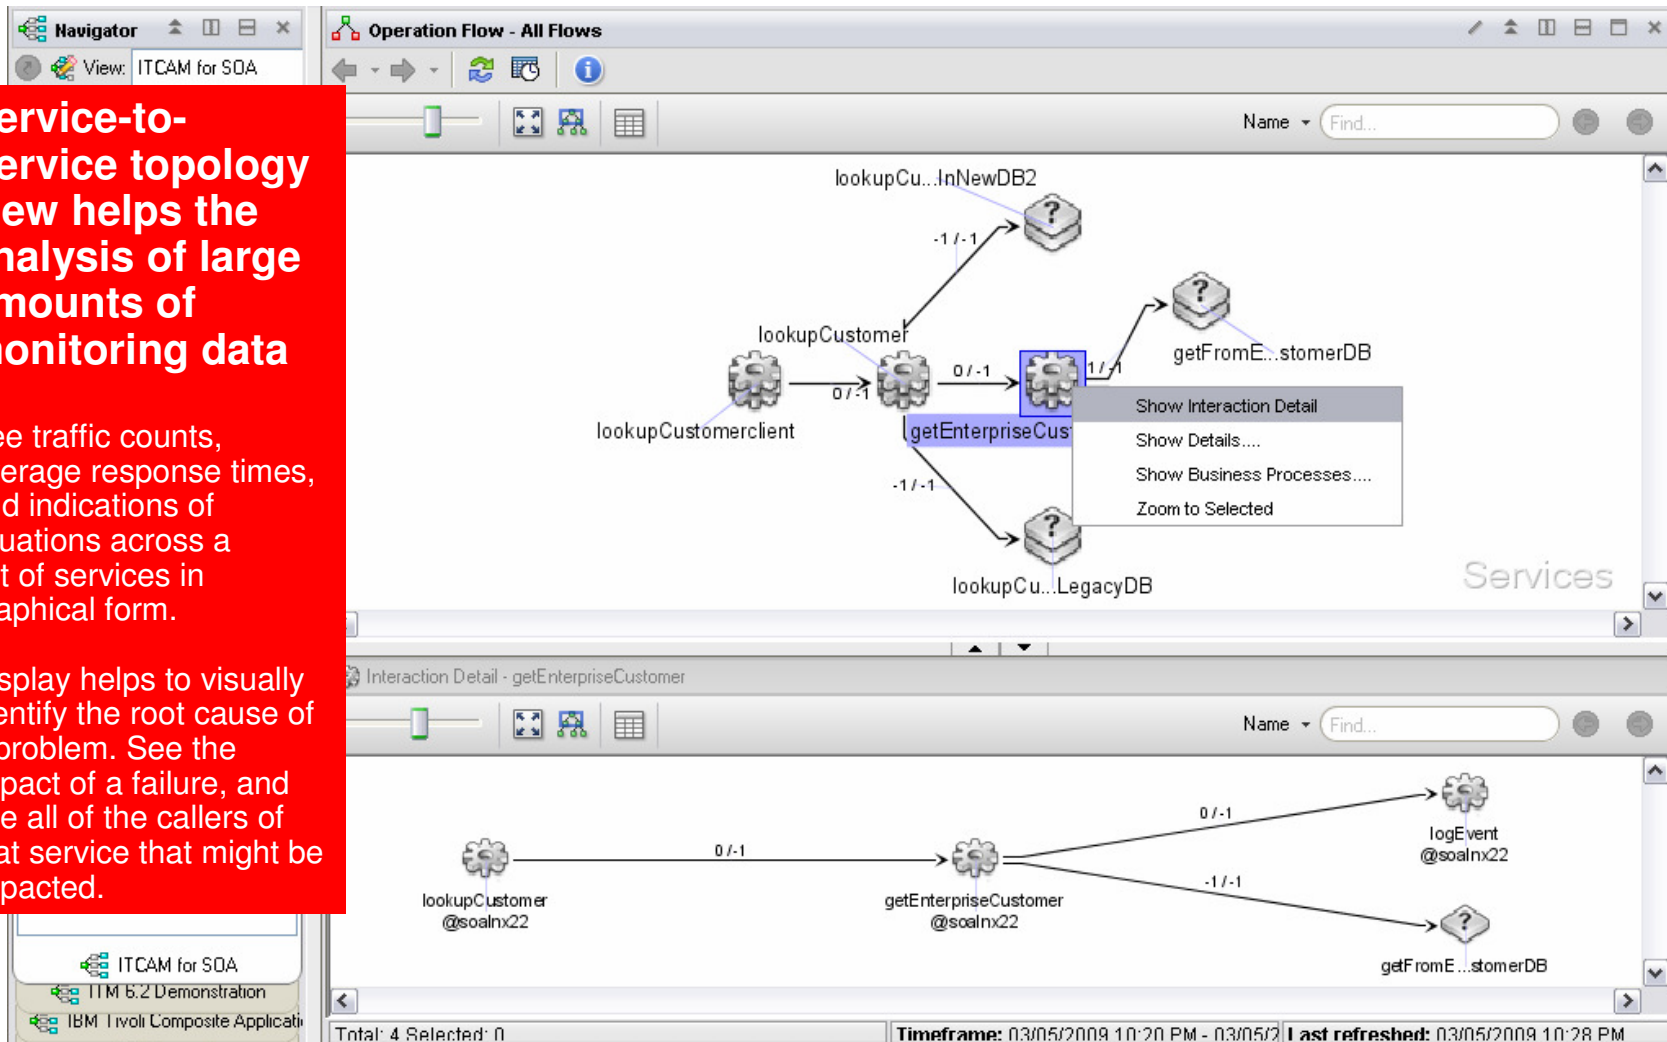 Navigator
Operation Flow - All Flows
View: ITCAM for SOA
ervice-to-
ervice topology
ew helps the
nalysis of large
mounts of
onitoring data
ee traffic counts,
erage response times,
d indications of
uations across a
t of services in
aphical form.
splay helps to visually
entify the root cause of
problem. See the
pact of a failure, and
e all of the callers of
at service that might be
pacted.
Name
Find...
lookupCu...InNewDB2
-1 / -1
lookupCustomer
getFromE...stomerDB
0 / -1
0 / -1
1 / -1
lookupCustomerclient
getEnterpriseCus
Show Interaction Detail
Show Details....
Show Business Processes....
Zoom to Selected
-1 / -1
lookupCu...LegacyDB
Services
Interaction Detail - getEnterpriseCustomer
Name
Find...
0 / -1
logEvent
@soalnx22
0 / -1
-1 / -1
lookupCustomer
@soalnx22
getEnterpriseCustomer
@soalnx22
getFromE...stomerDB
ITCAM for SOA
ITM 6.2 Demonstration
IBM Tivoli Composite Applicati
Total: 4 Selected: 0
Timeframe: 03/05/2009 10:20 PM - 03/05/2
Last refreshed: 03/05/2009 10:28 PM